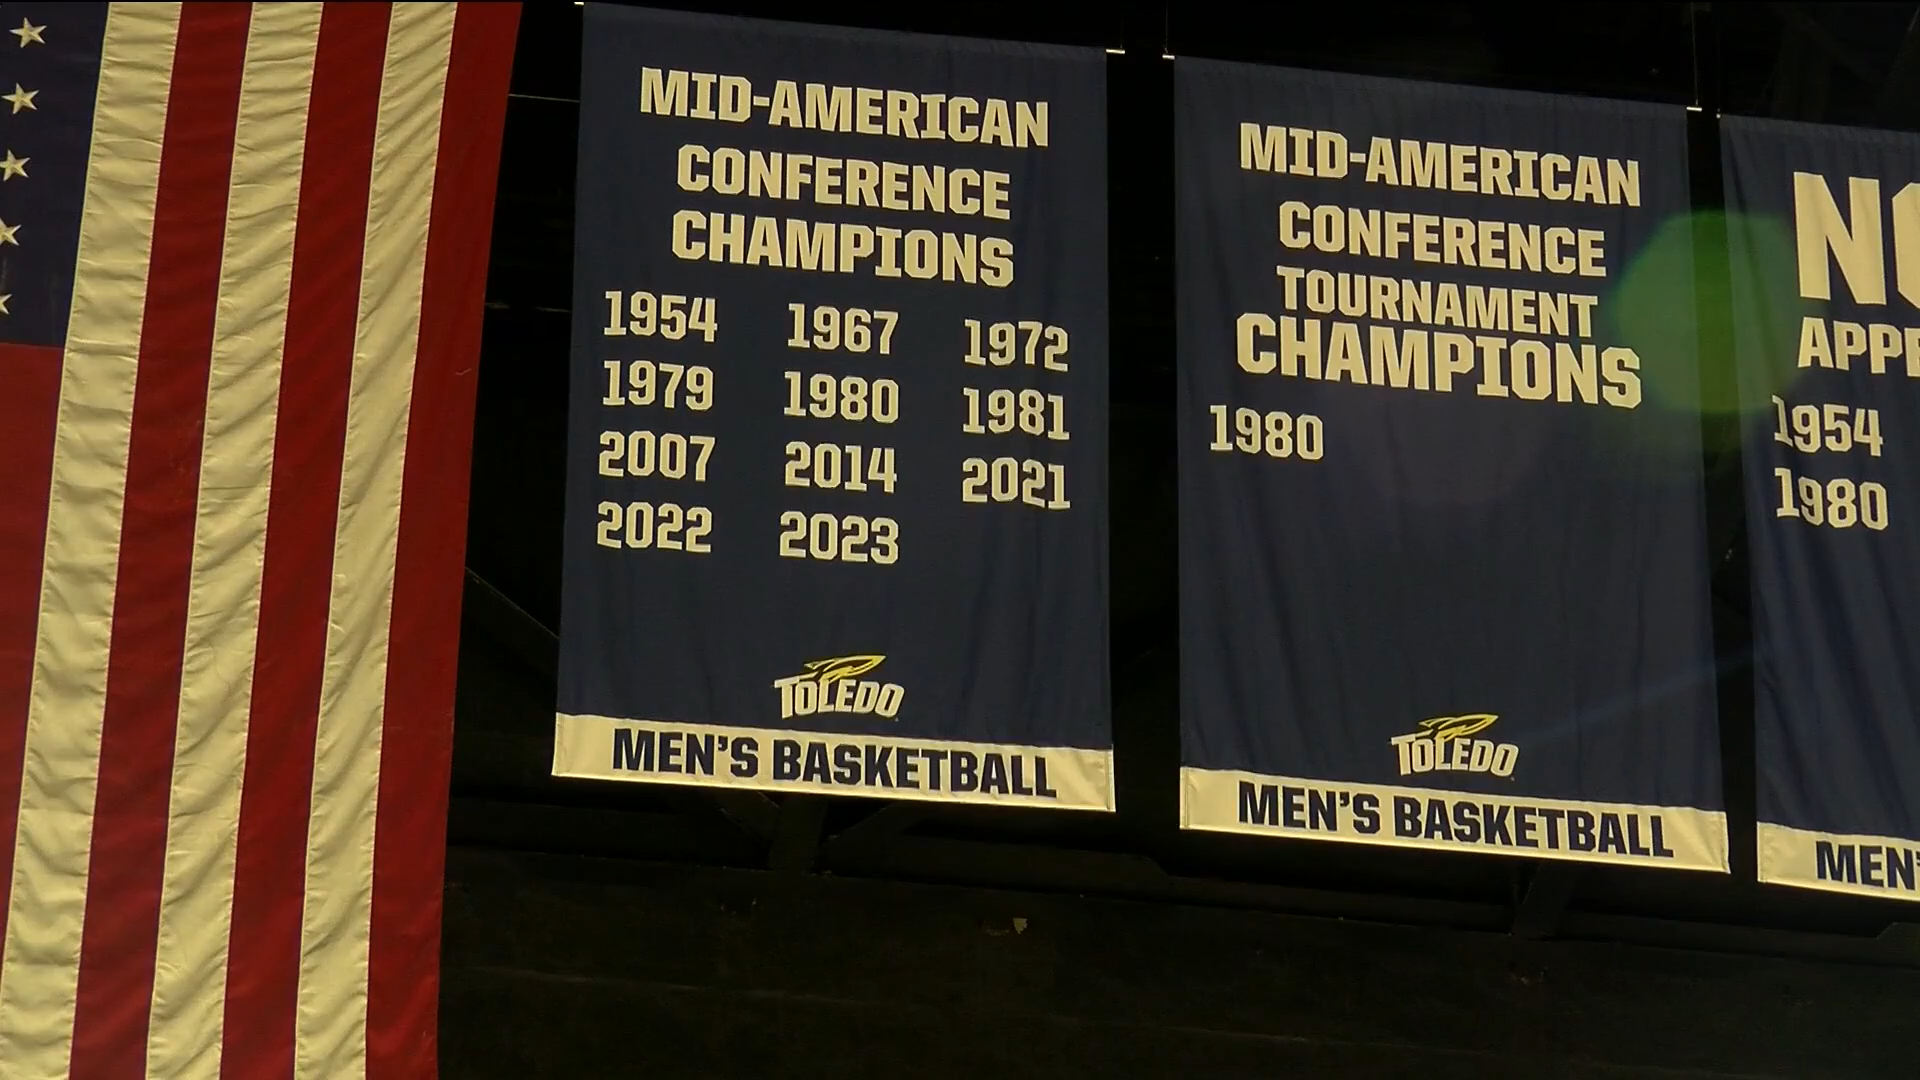 MID-AMERICAN
CONFERENCE
CHAMPIONS
1954 1967 1972
1979 1980 1981
2007 2014 2021
2022 2023
TOLEDO
MEN'S BASKETBALL
MID-AMERICAN
CONFERENCE
TOURNAMENT
CHAMPIONS
1980
TOLEDO
MEN'S BASKETBALL
1954
1980